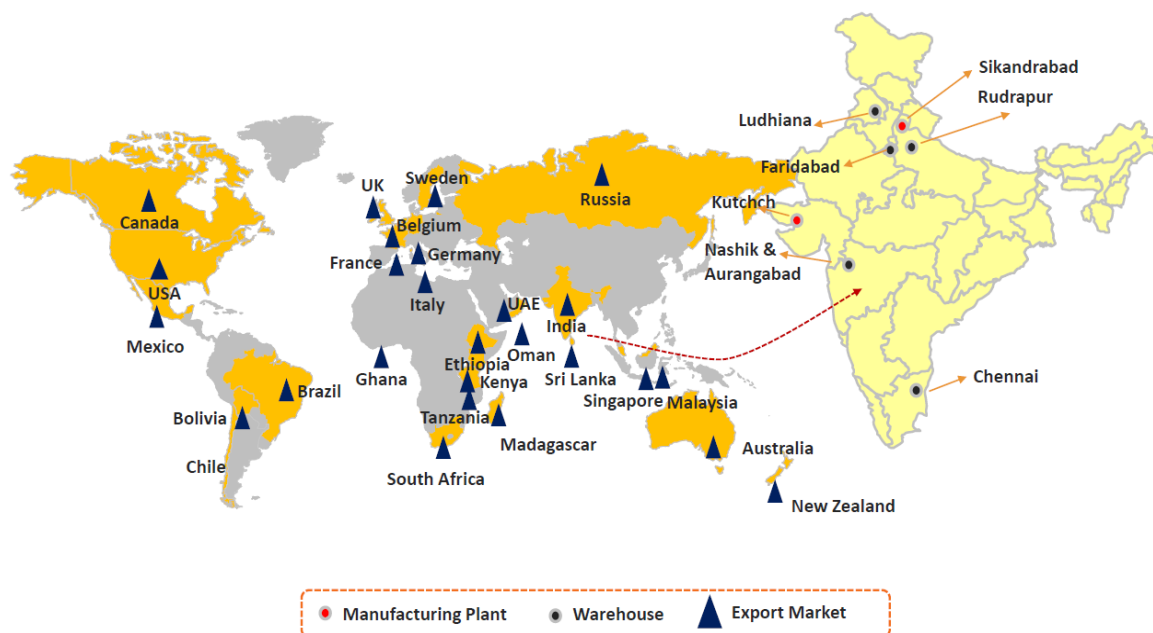 Sikandrabad
Rudrapur
Ludhiana
Faridabad
UK
Sweden
Russia
Canada
Kutchch
Belgium
Nashik &
Aurangabad
France
Germany
USA
Italy
UAE
India
Mexico
Oman
Ethiopia
Ghana
Sri Lanka
Kenya
Chennai
Brazil
Singapore
Malaysia
Bolivia
Tanzania
Madagascar
Australia
Chile
South Africa
New Zealand
Manufacturing Plant
Warehouse
Export Market